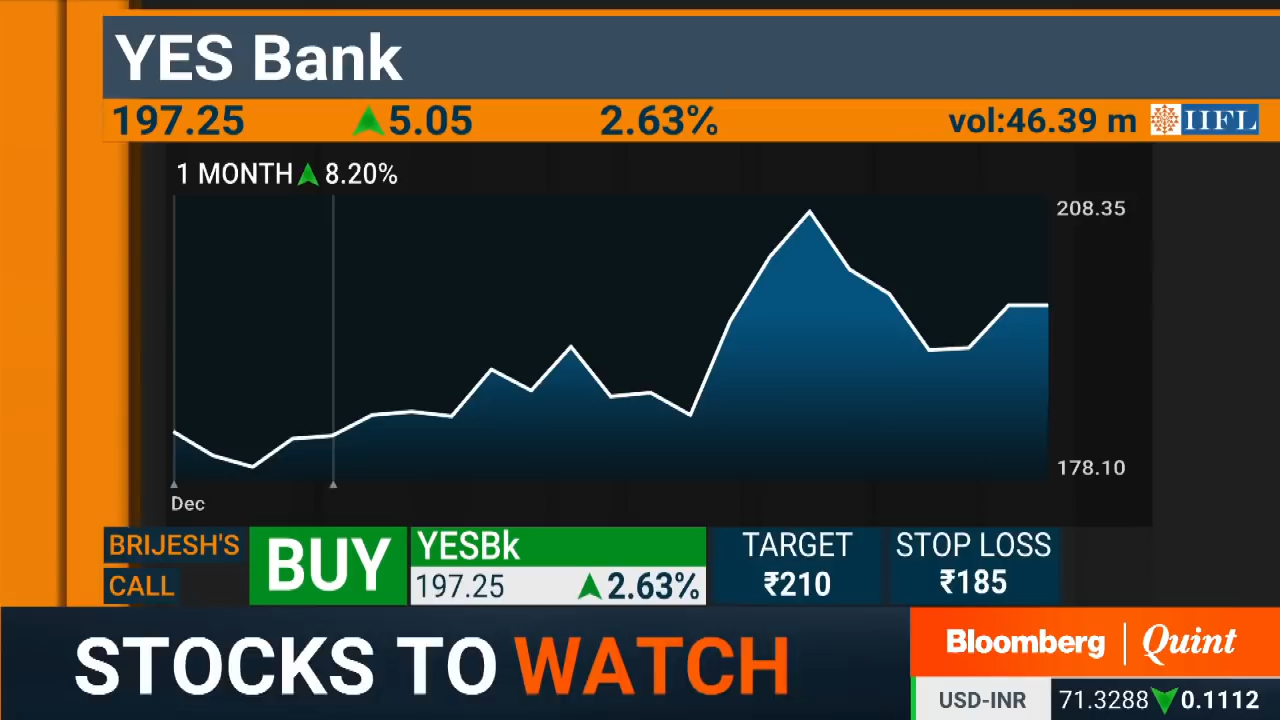 YES Bank
197.25 ▲5.05 2.63% vol:46.39 m IIFL
1 MONTH▲8.20%
208.35
178.10
Dec
BRIJESH'S
CALL
BUY
YESBk
197.25 ▲2.63%
TARGET
₹210
STOP LOSS
₹185
STOCKS TO WATCH
Bloomberg | Quint
USD-INR 71.3288▼0.1112